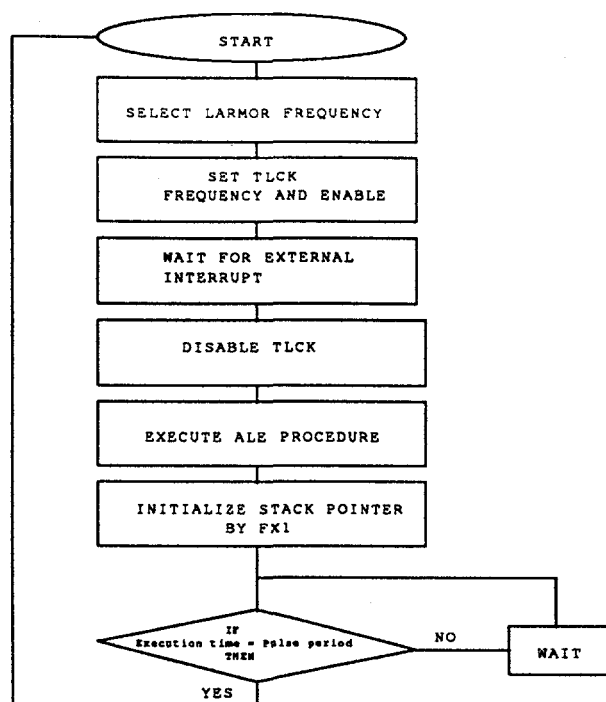 START
SELECT LARMOR FREQUENCY
SET TLCK
FREQUENCY AND ENABLE
WAIT FOR EXTERNAL
INTERRUPT
DISABLE TLCK
EXECUTE ALE PROCEDURE
INITIALIZE STACK POINTER
BY FX1
IF
Execution time = Pulse period
THEN
NO
WAIT
YES